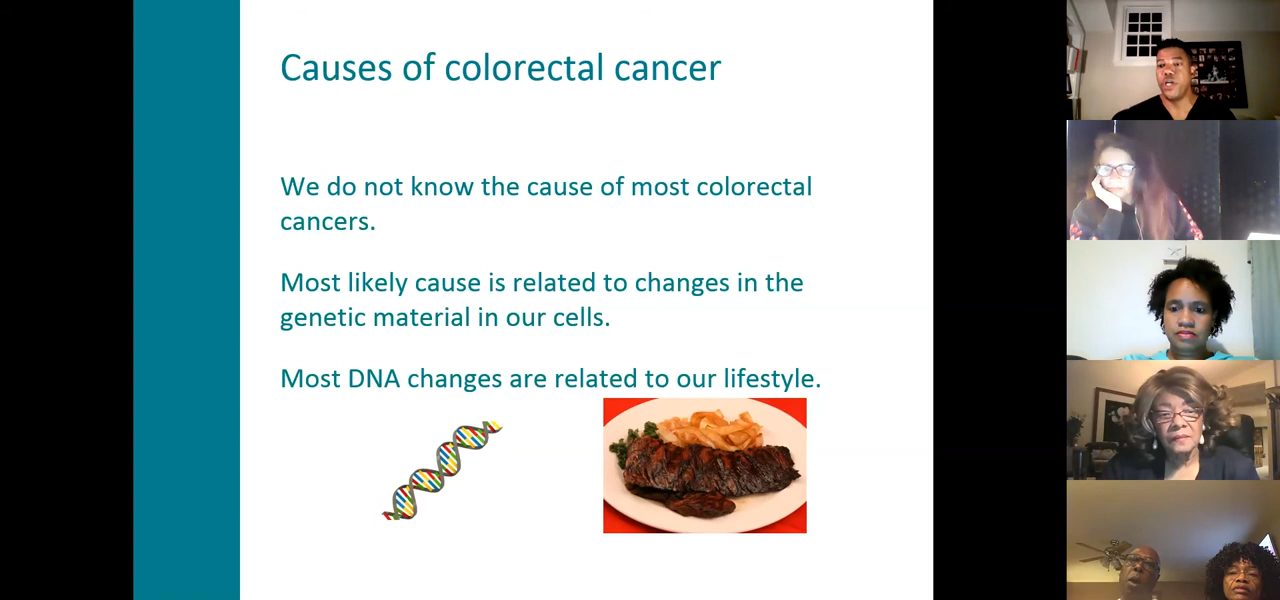 Causes of colorectal cancer
We do not know the cause of most colorectal
cancers.
Most likely cause is related to changes in the
genetic material in our cells.
Most DNA changes are related to our lifestyle.